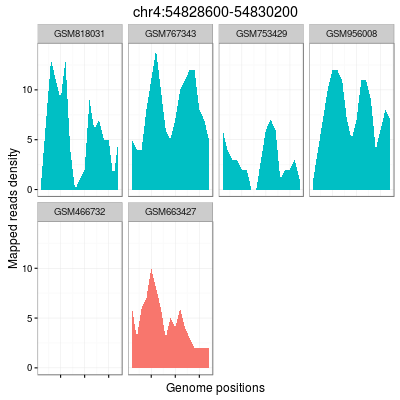 chr4:54828600-54830200
GSM818031 GSM767343 GSM753429 GSM956008
10
5
0
GSM466732 GSM663427
10
5
0
Mapped reads density
Genome positions